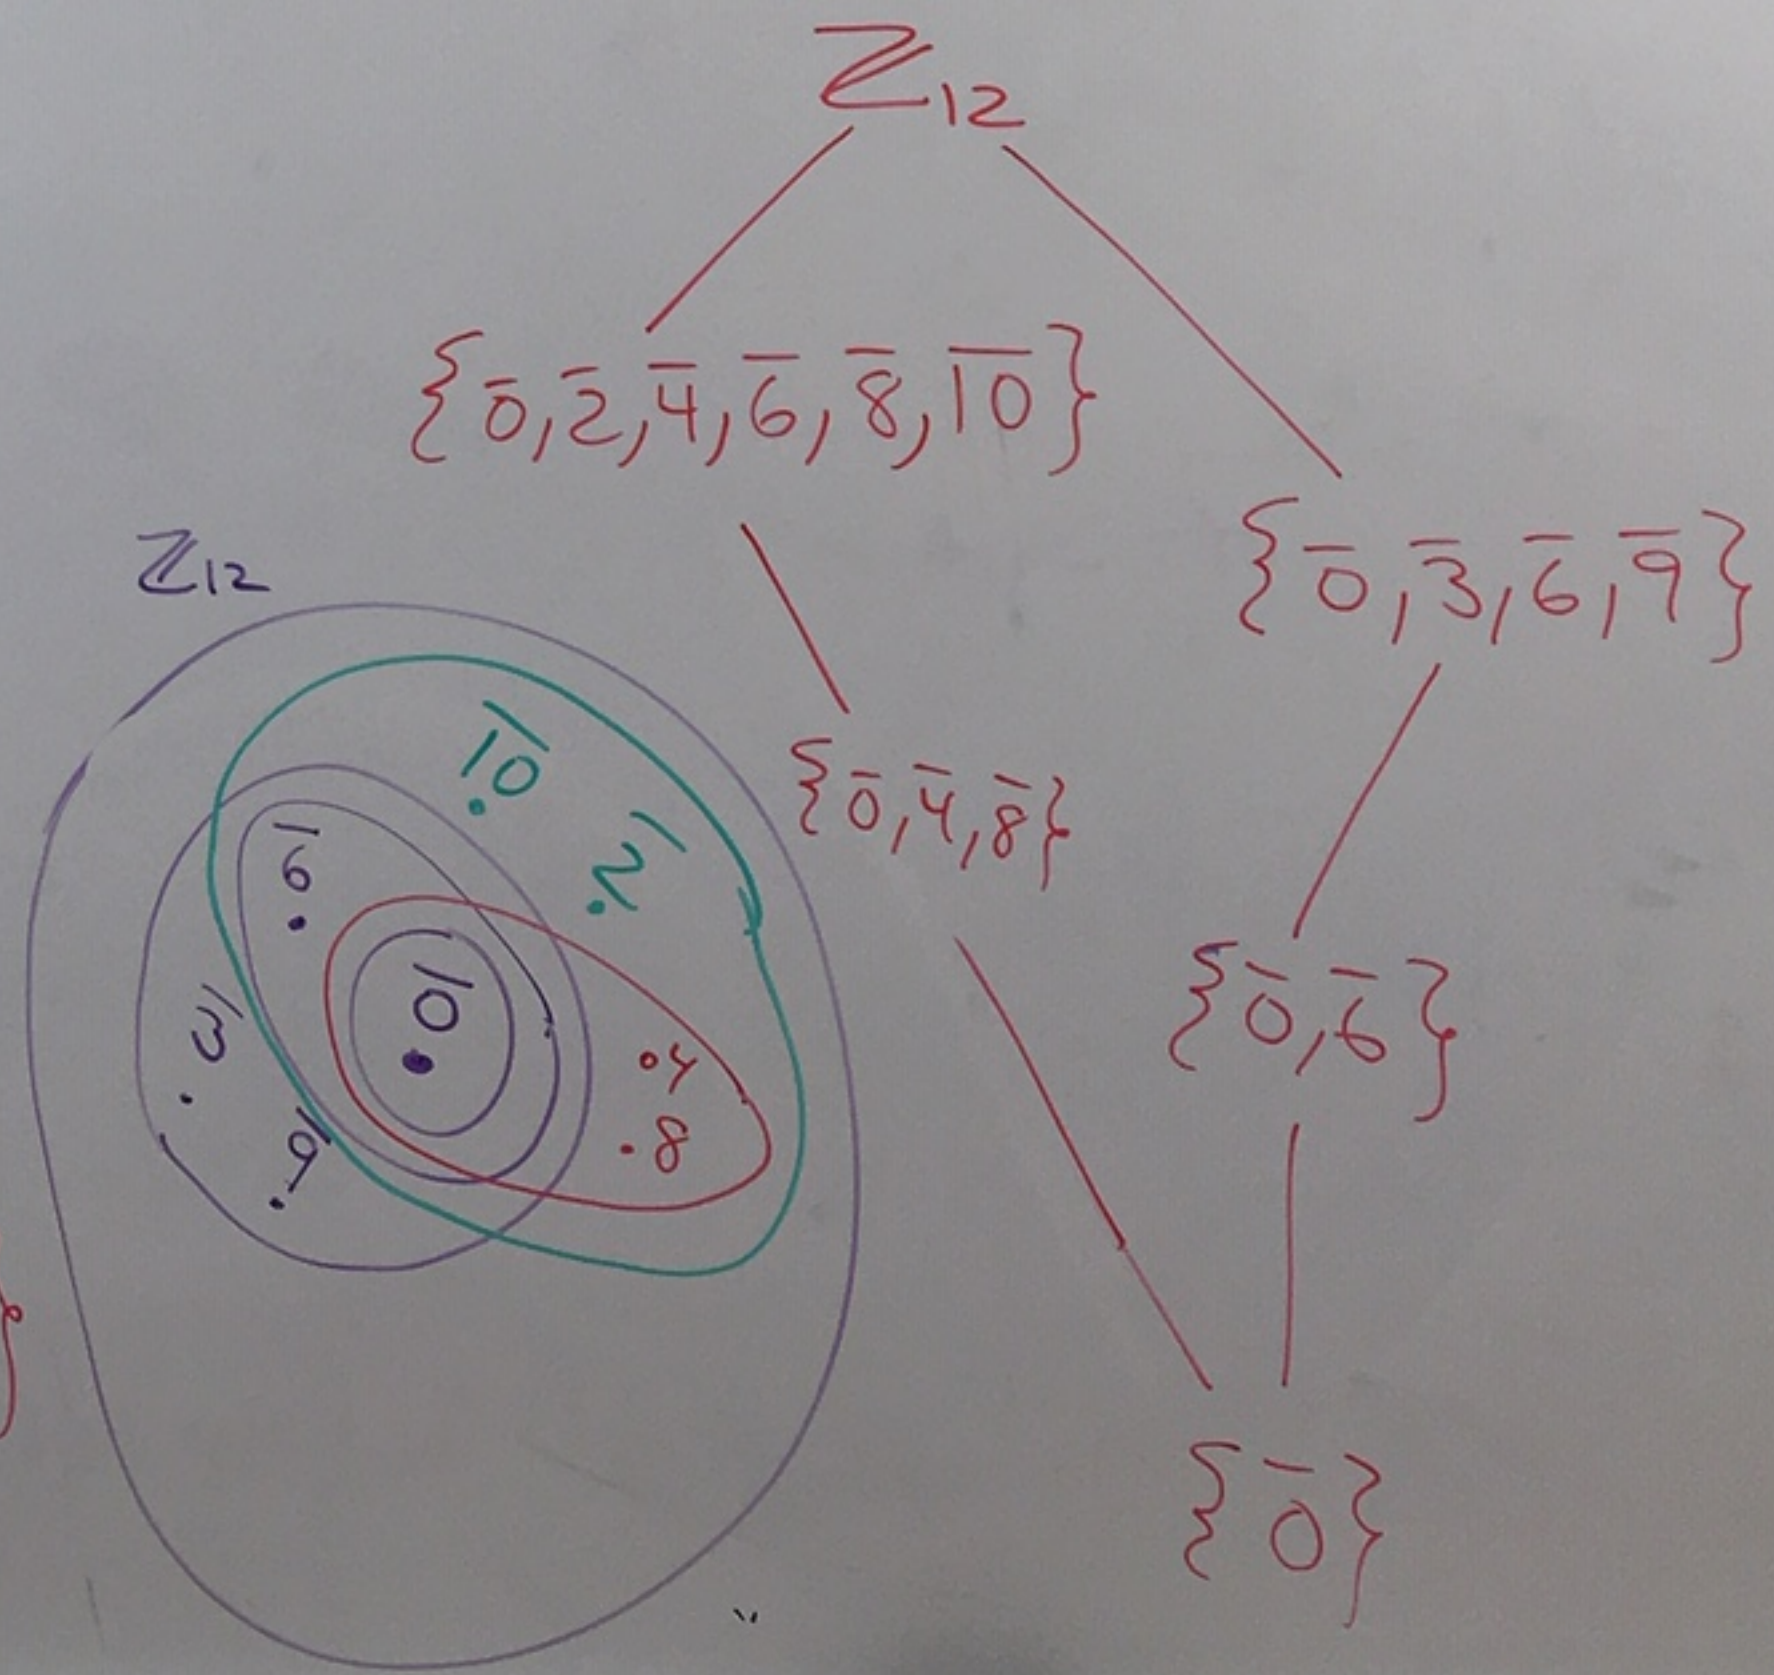 ℤ₁₂
{0̅, 2̅, 4̅, 6̅, 8̅, 1̅0̅}
{0̅, 3̅, 6̅, 9̅}
{0̅, 4̅, 8̅}
{0̅, 6̅}
{0̅}
ℤ₁₂
1̅0̅
2̅
6̅
0̅
3̅
4
8
9̅
}